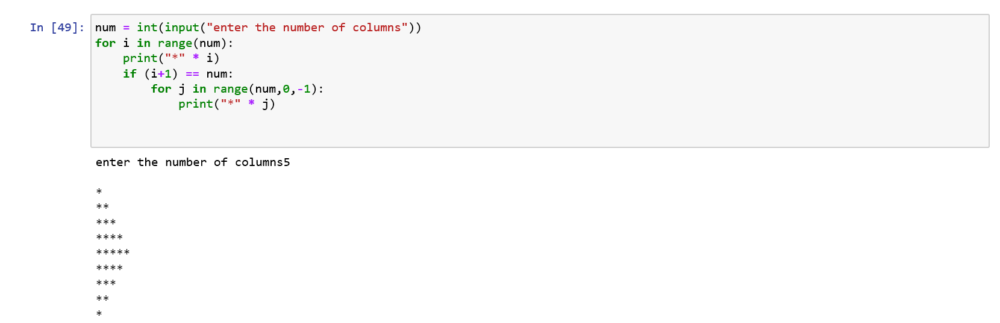 In [49]: num = int(input("enter the number of columns"))
for i in range(num):
    print("*" * i)
    if (i+1) == num:
        for j in range(num,0,-1):
            print("*" * j)
enter the number of columns5

*
**
***
****
*****
****
***
**
*